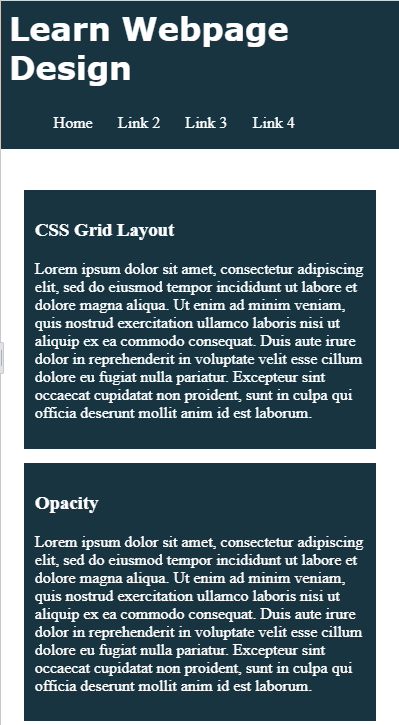 Learn Webpage
Design
Home Link 2 Link 3 Link 4
CSS Grid Layout
Lorem ipsum dolor sit amet, consectetur adipiscing
elit, sed do eiusmod tempor incididunt ut labore et
dolore magna aliqua. Ut enim ad minim veniam,
quis nostrud exercitation ullamco laboris nisi ut
aliquip ex ea commodo consequat. Duis aute irure
dolor in reprehenderit in voluptate velit esse cillum
dolore eu fugiat nulla pariatur. Excepteur sint
occaecat cupidatat non proident, sunt in culpa qui
officia deserunt mollit anim id est laborum.
Opacity
Lorem ipsum dolor sit amet, consectetur adipiscing
elit, sed do eiusmod tempor incididunt ut labore et
dolore magna aliqua. Ut enim ad minim veniam,
quis nostrud exercitation ullamco laboris nisi ut
aliquip ex ea commodo consequat. Duis aute irure
dolor in reprehenderit in voluptate velit esse cillum
dolore eu fugiat nulla pariatur. Excepteur sint
occaecat cupidatat non proident, sunt in culpa qui
officia deserunt mollit anim id est laborum.